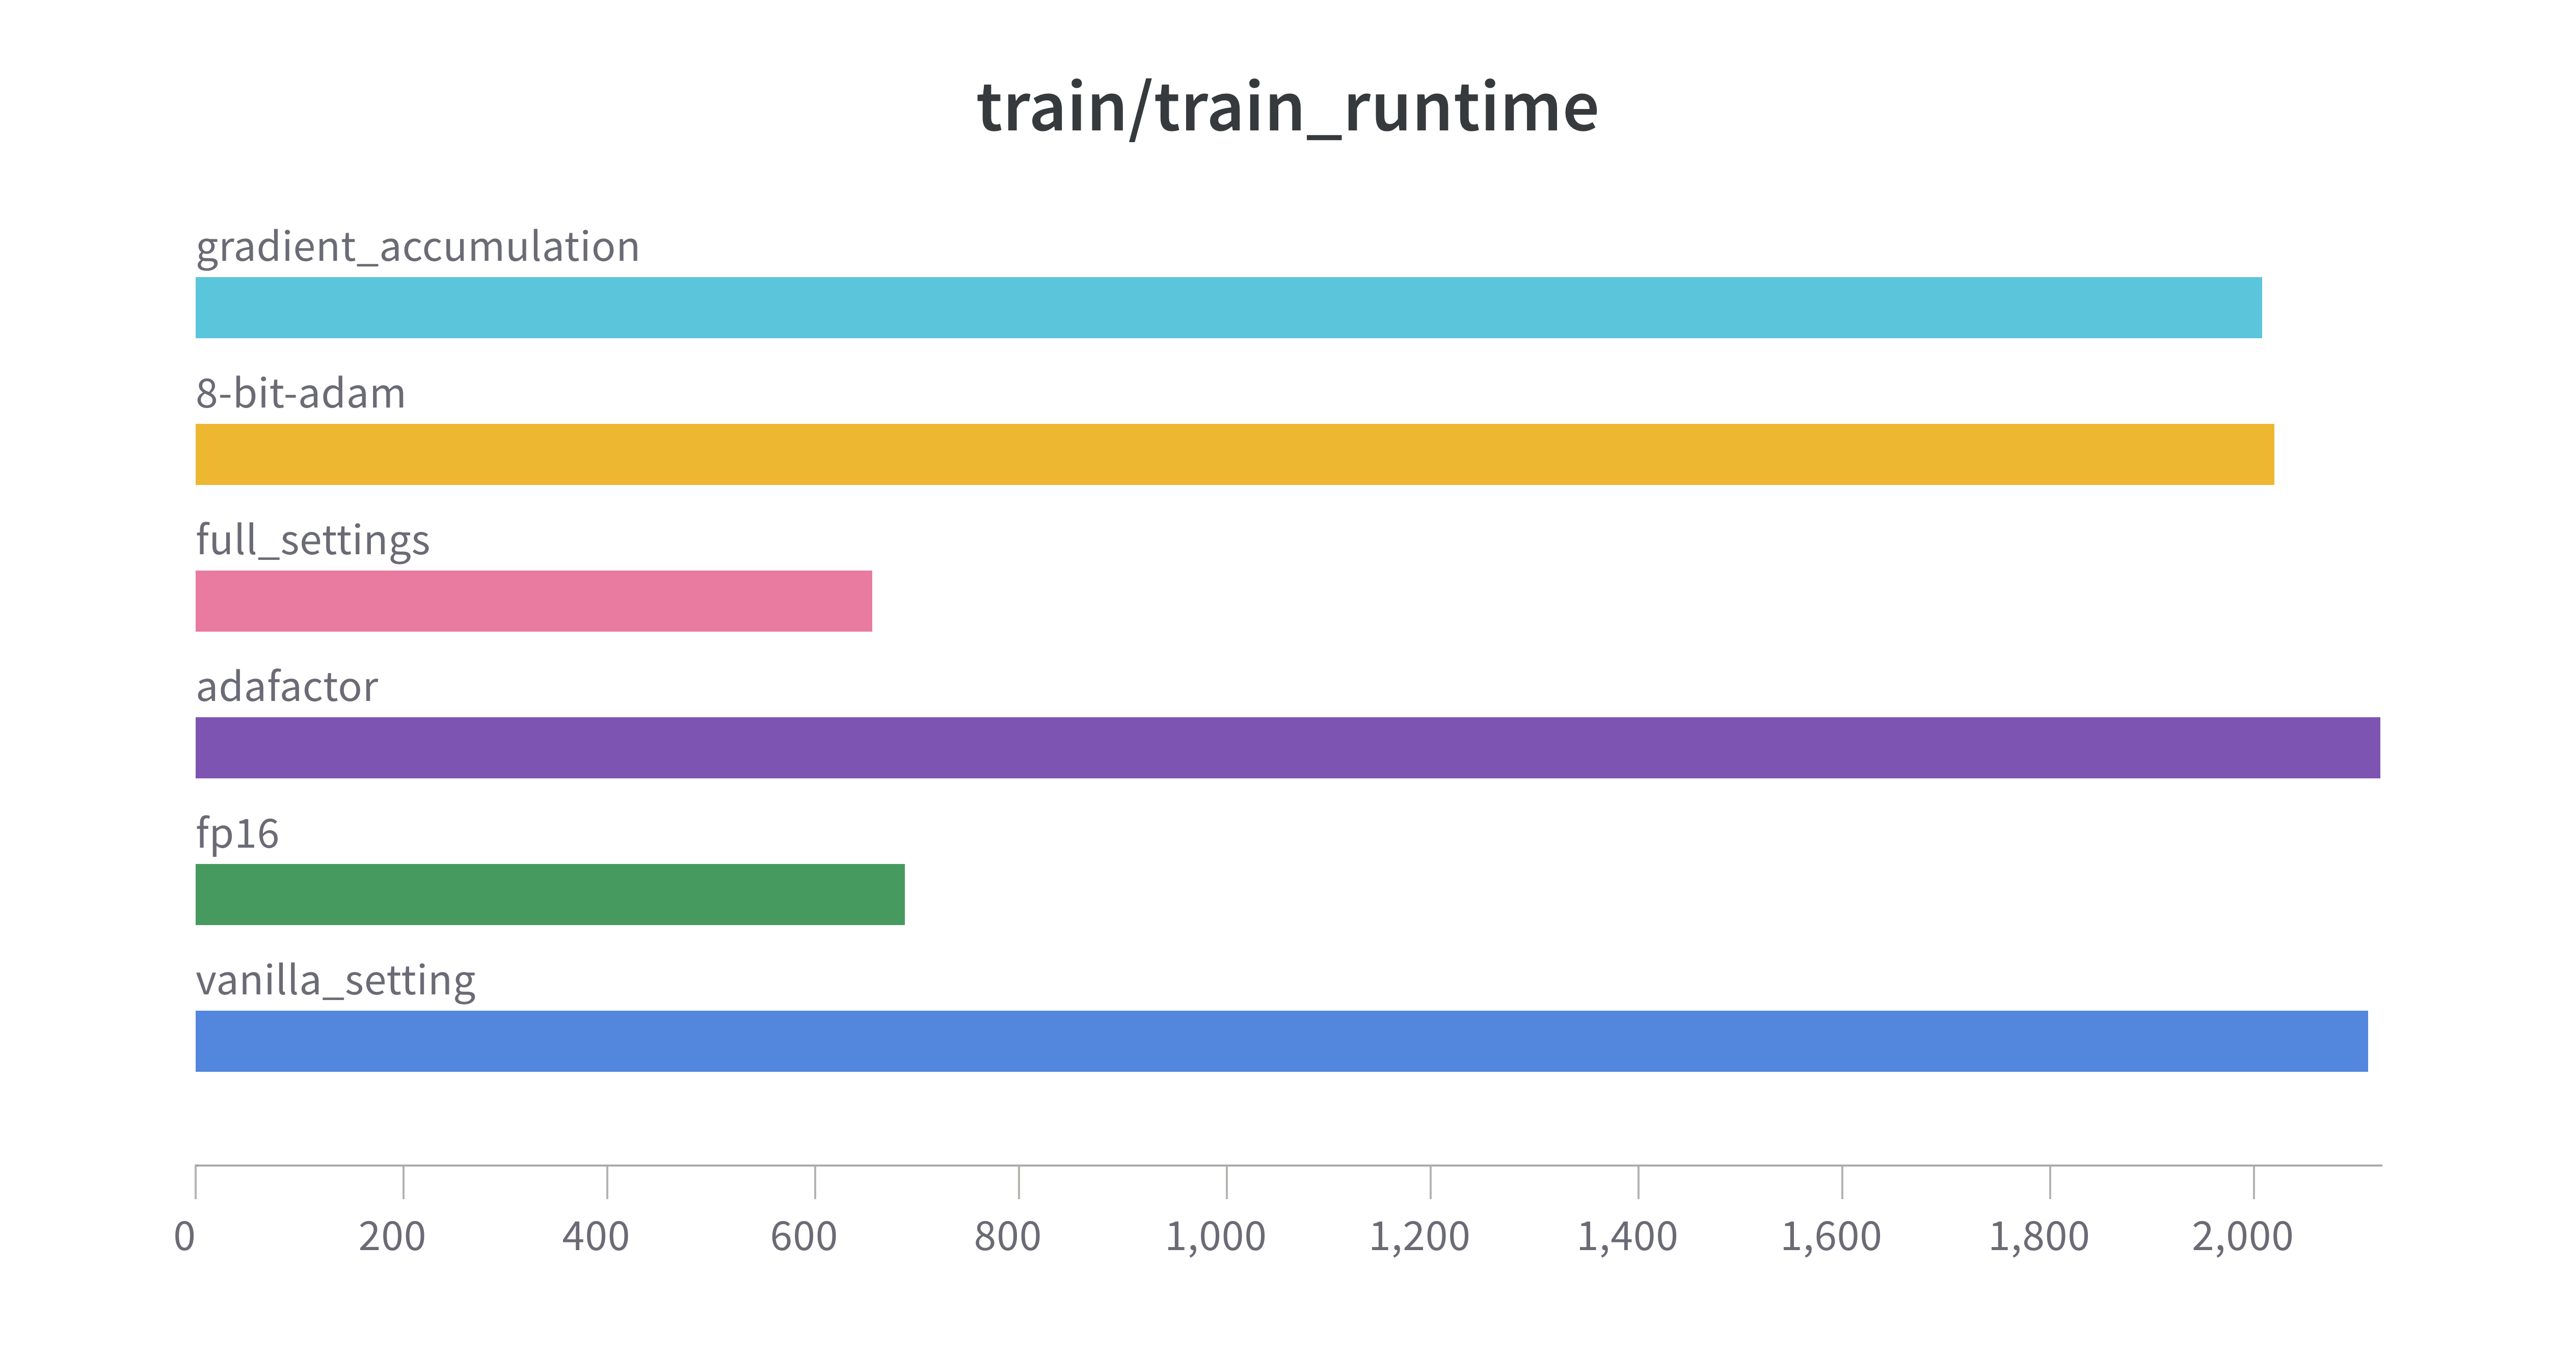 train/train_runtime
gradient_accumulation
8-bit-adam
full_settings
adafactor
fp16
vanilla_setting
0 200 400 600 800 1,000 1,200 1,400 1,600 1,800 2,000